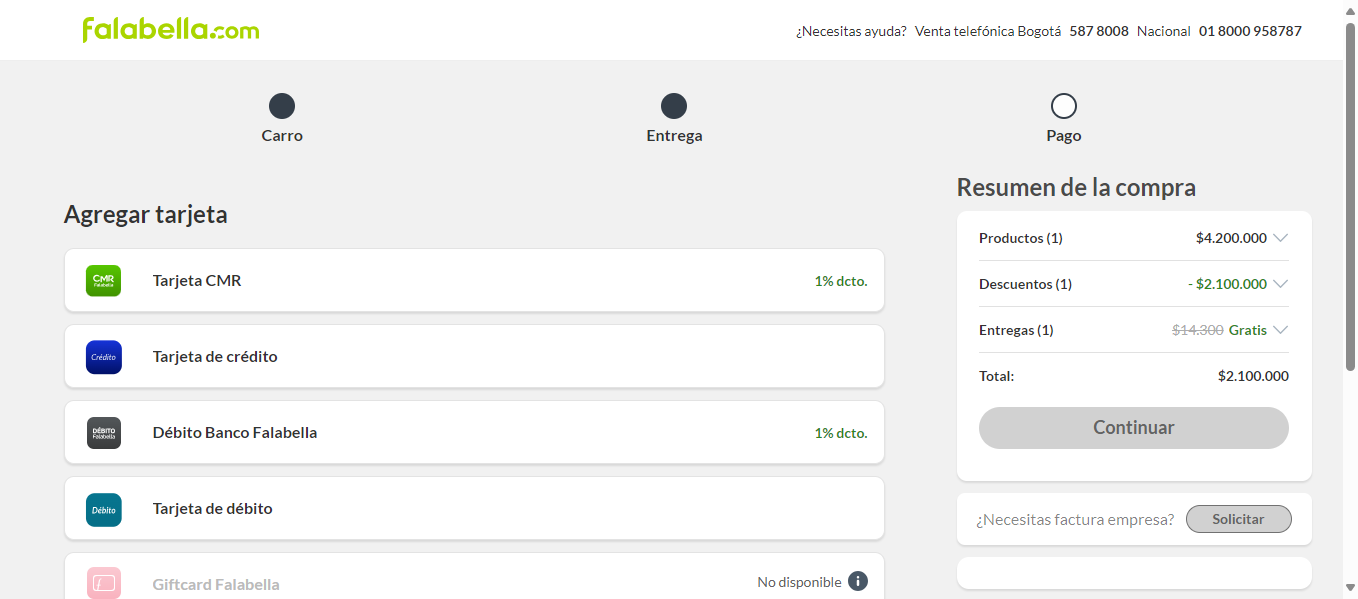 falabella.com
¿Necesitas ayuda? Venta telefónica Bogotá 587 8008 Nacional 01 8000 958787
Carro
Entrega
Pago
Agregar tarjeta
CMR
Falabella
Tarjeta CMR
1% dcto.
Crédito
Tarjeta de crédito
DÉBITO
Falabella
Débito Banco Falabella
1% dcto.
Débito
Tarjeta de débito
Giftcard Falabella
No disponible
Resumen de la compra
Productos (1) $4.200.000
Descuentos (1) - $2.100.000
Entregas (1) $14.300 Gratis
Total: $2.100.000
Continuar
¿Necesitas factura empresa? Solicitar